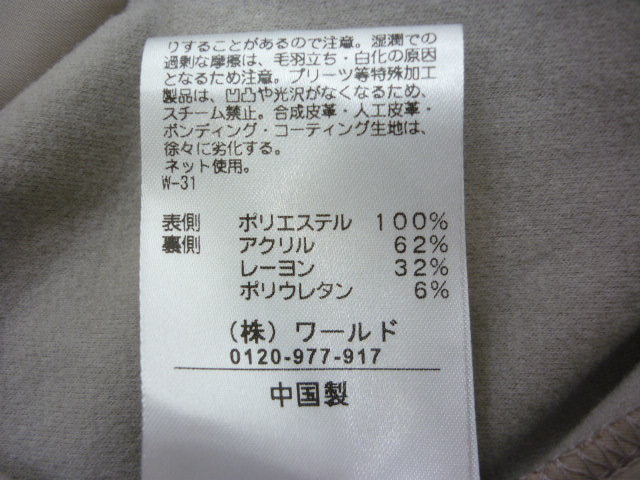 りすることがあるので注意。湿潤での
過剰な摩擦は、毛羽立ち・白化の原因
となるため注意。プリーツ等特殊加工
製品は、凹凸や光沢がなくなるため、
スチーム禁止。合成皮革・人工皮革・
ボンディング・コーティング生地は、
徐々に劣化する。
ネット使用。
W-31
表側 ポリエステル 100%
裏側 アクリル 62%
レーヨン 32%
ポリウレタン 6%
(株) ワールド
0120-977-917
中国製